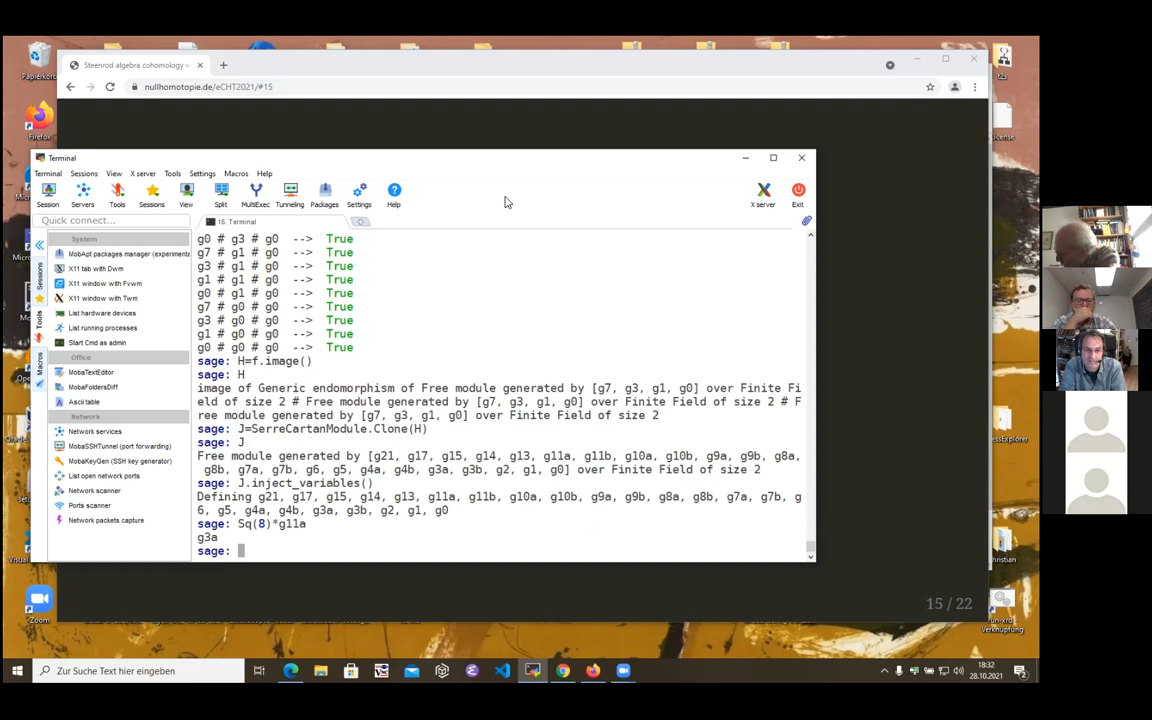 Papierkorb
Firefox
Zoom
Steenrod algebra cohomology w
nullhomotopie.de/eCHT2021/#15
Terminal
Terminal Sessions View X server Tools Settings Macros Help
Session Servers Tools Sessions View Split MultiExec Tunneling Packages Settings Help X server Exit
Quick connect...
16. Terminal
Sessions
Tools
Macros
System
MobApt packages manager (experimenta
X11 tab with Dwm
X11 window with Fvwm
X11 window with Twm
List hardware devices
List running processes
Start Cmd as admin
Office
MobaTextEditor
MobaFoldersDiff
Ascii table
Network
Network services
MobaSSHTunnel (port forwarding)
MobaKeyGen (SSH key generator)
List open network ports
Network scanner
Ports scanner
Network packets capture
g0 # g3 # g0 --> True
g7 # g1 # g0 --> True
g3 # g1 # g0 --> True
g1 # g1 # g0 --> True
g0 # g1 # g0 --> True
g7 # g0 # g0 --> True
g3 # g0 # g0 --> True
g1 # g0 # g0 --> True
g0 # g0 # g0 --> True
sage: H=f.image()
sage: H
image of Generic endomorphism of Free module generated by [g7, g3, g1, g0] over Finite Fi
eld of size 2 # Free module generated by [g7, g3, g1, g0] over Finite Field of size 2 # F
ree module generated by [g7, g3, g1, g0] over Finite Field of size 2
sage: J=SerreCartanModule.Clone(H)
sage: J
Free module generated by [g21, g17, g15, g14, g13, g11a, g11b, g10a, g10b, g9a, g9b, g8a,
g8b, g7a, g7b, g6, g5, g4a, g4b, g3a, g3b, g2, g1, g0] over Finite Field of size 2
sage: J.inject_variables()
Defining g21, g17, g15, g14, g13, g11a, g11b, g10a, g10b, g9a, g9b, g8a, g8b, g7a, g7b, g
6, g5, g4a, g4b, g3a, g3b, g2, g1, g0
sage: Sq(8)*g11a
g3a
sage:
15 / 22
Verknüpfung
Zur Suche Text hier eingeben
18:32
28.10.2021